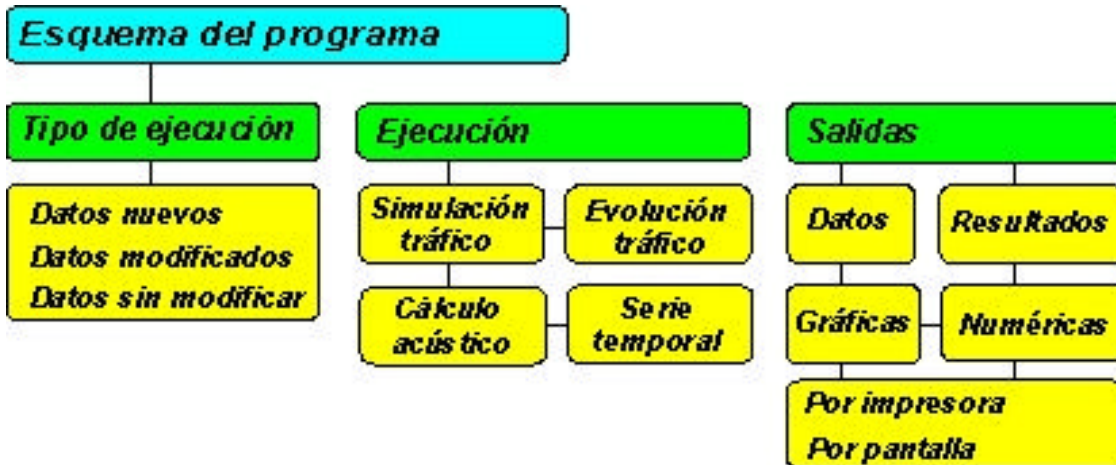 Esquema del programa
Tipo de ejecución
Datos nuevos
Datos modificados
Datos sin modificar
Ejecución
Simulación
tráfico
Evolución
tráfico
Cálculo
acústico
Serie
temporal
Salidas
Datos
Resultados
Gráficas
Numéricas
Por impresora
Por pantalla